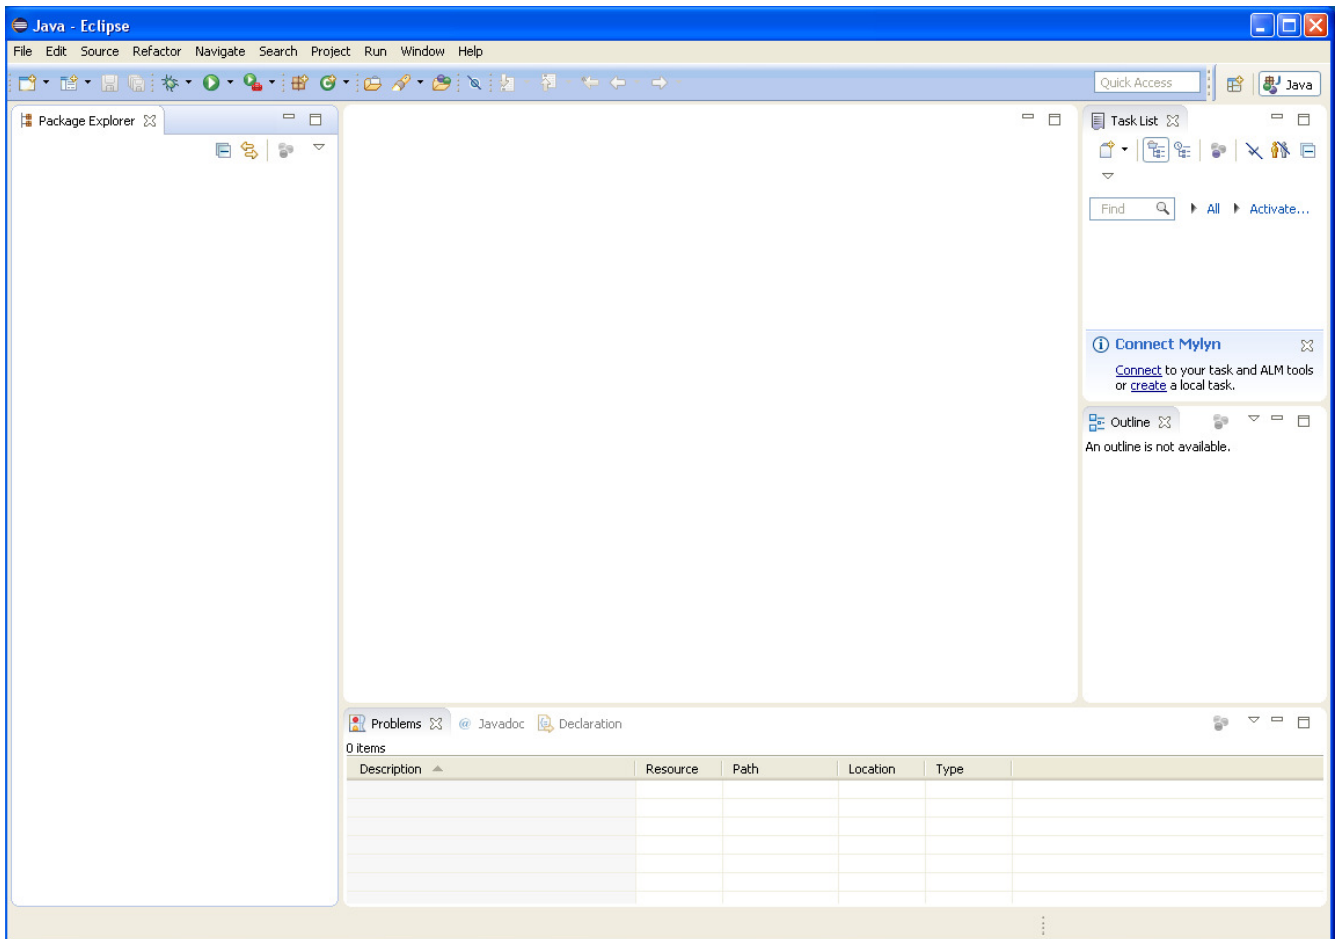 Java - Eclipse
File Edit Source Refactor Navigate Search Project Run Window Help
Quick Access
Java
Package Explorer
Task List
Find
All
Activate...
Connect Mylyn
Connect to your task and ALM tools
or create a local task.
Outline
An outline is not available.
Problems
@ Javadoc
Declaration
0 items
Description Resource Path Location Type